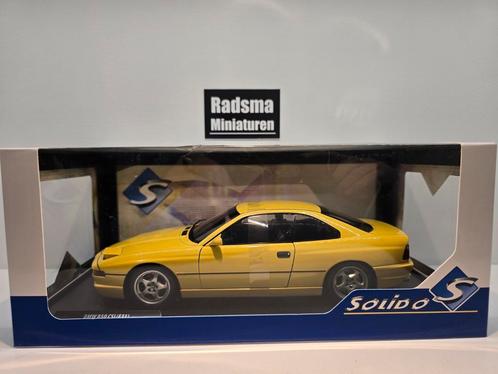 Radsma
Miniaturen
SOLIDO S